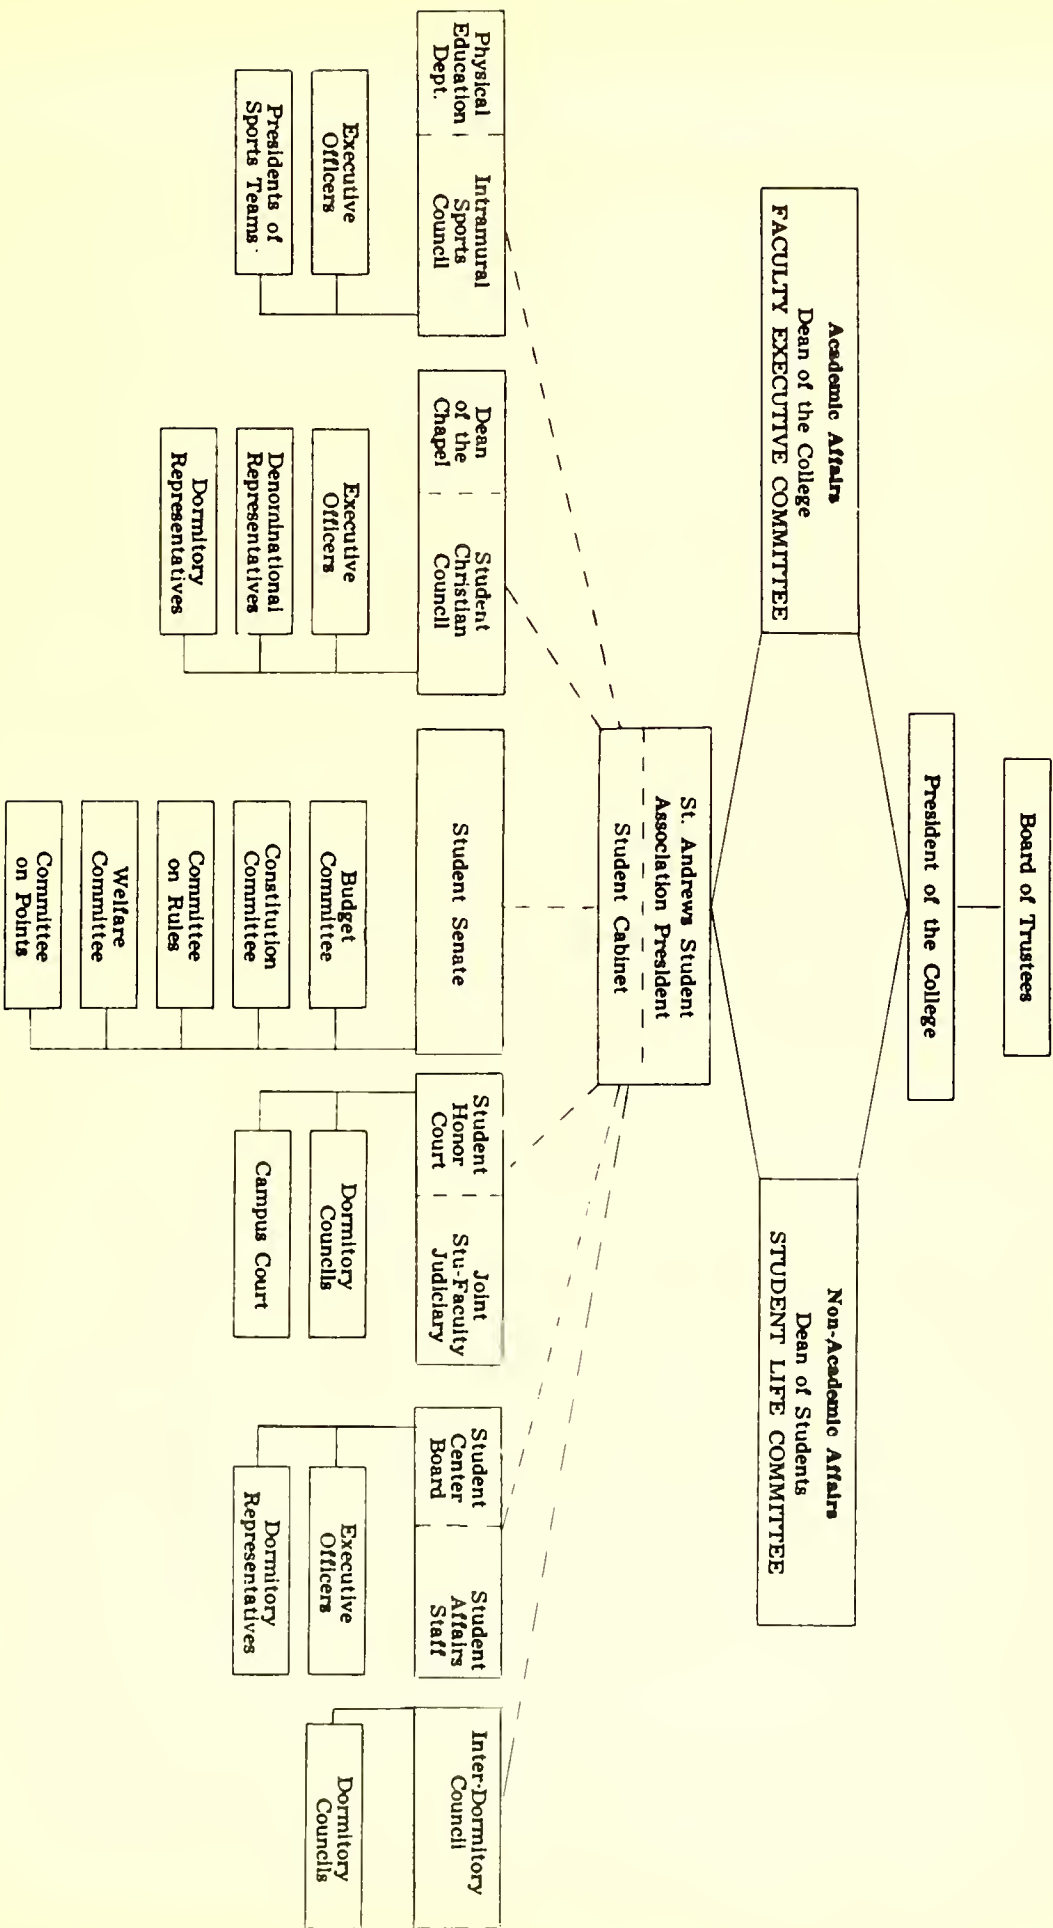 Board of Trustees
President of the College
Academic Affairs
Dean of the College
FACULTY EXECUTIVE COMMITTEE
Non-Academic Affairs
Dean of Students
STUDENT LIFE COMMITTEE
St. Andrews Student
Association President
Student Cabinet
Physical
Education
Dept.
Intramural
Sports
Council
Executive
Officers
Presidents of
Sports Teams
Dean
of the
Chapel
Student
Christian
Council
Executive
Officers
Denominational
Representatives
Dormitory
Representatives
Student Senate
Budget
Committee
Constitution
Committee
Committee
on Rules
Welfare
Committee
Committee
on Points
Student
Honor
Court
Joint
Stu-Faculty
Judiciary
Dormitory
Councils
Campus Court
Student
Center
Board
Student
Affairs
Staff
Executive
Officers
Dormitory
Representatives
Inter-Dormitory
Council
Dormitory
Councils